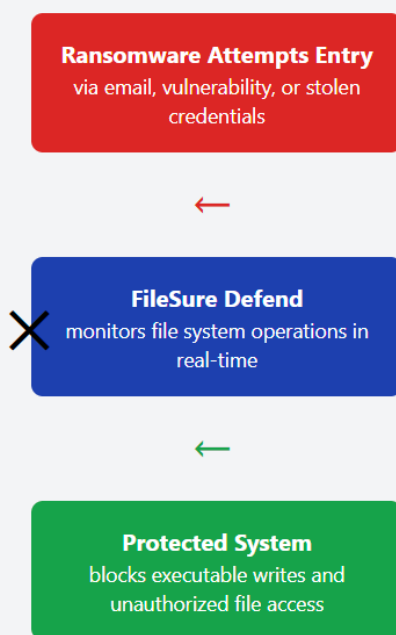 Ransomware Attempts Entry
via email, vulnerability, or stolen
credentials
←
FileSure Defend
monitors file system operations in
real-time
←
Protected System
blocks executable writes and
unauthorized file access